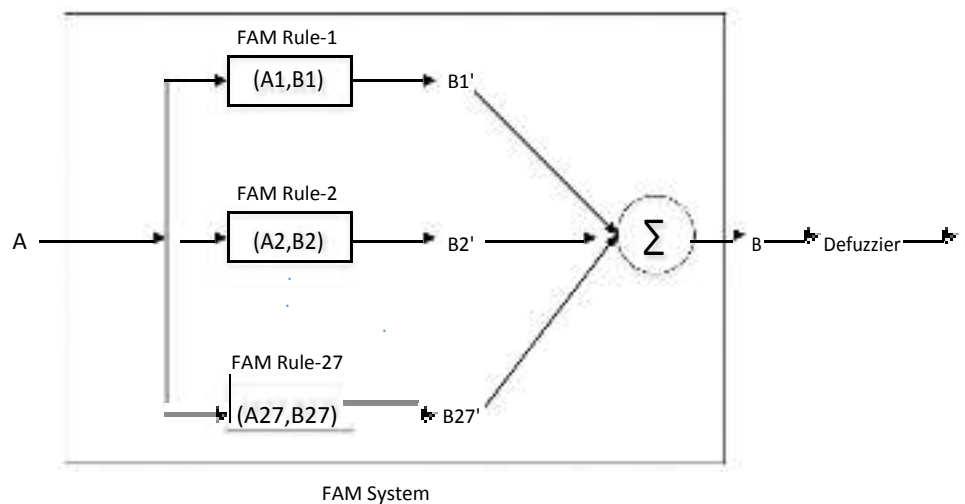 FAM Rule-1
(A1,B1)
B1'
FAM Rule-2
A
(A2,B2)
B2'
Σ
B
Defuzzier
FAM Rule-27
(A27,B27)
B27'
FAM System